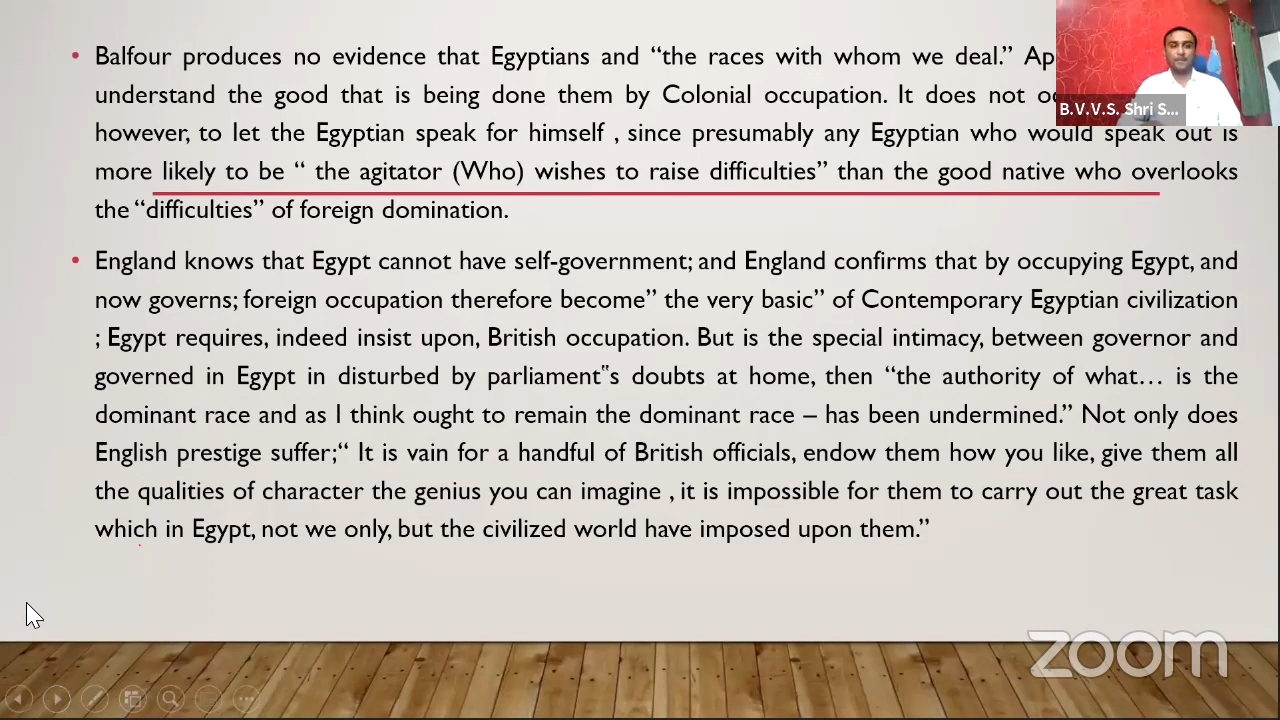 Balfour produces no evidence that Egyptians and “the races with whom we deal.”
understand the good that is being done them by Colonial occupation. It does not
however, to let the Egyptian speak for himself , since presumably any Egyptian who would speak out is
more likely to be “ the agitator (Who) wishes to raise difficulties” than the good native who overlooks
the “difficulties” of foreign domination.
England knows that Egypt cannot have self-government; and England confirms that by occupying Egypt, and
now governs; foreign occupation therefore become” the very basic” of Contemporary Egyptian civilization
; Egypt requires, indeed insist upon, British occupation. But is the special intimacy, between governor and
governed in Egypt in disturbed by parliament‟s doubts at home, then “the authority of what… is the
dominant race and as I think ought to remain the dominant race – has been undermined.” Not only does
English prestige suffer;“ It is vain for a handful of British officials, endow them how you like, give them all
the qualities of character the genius you can imagine , it is impossible for them to carry out the great task
which in Egypt, not we only, but the civilized world have imposed upon them.”
B.V.V.S. Shri S...
zoom